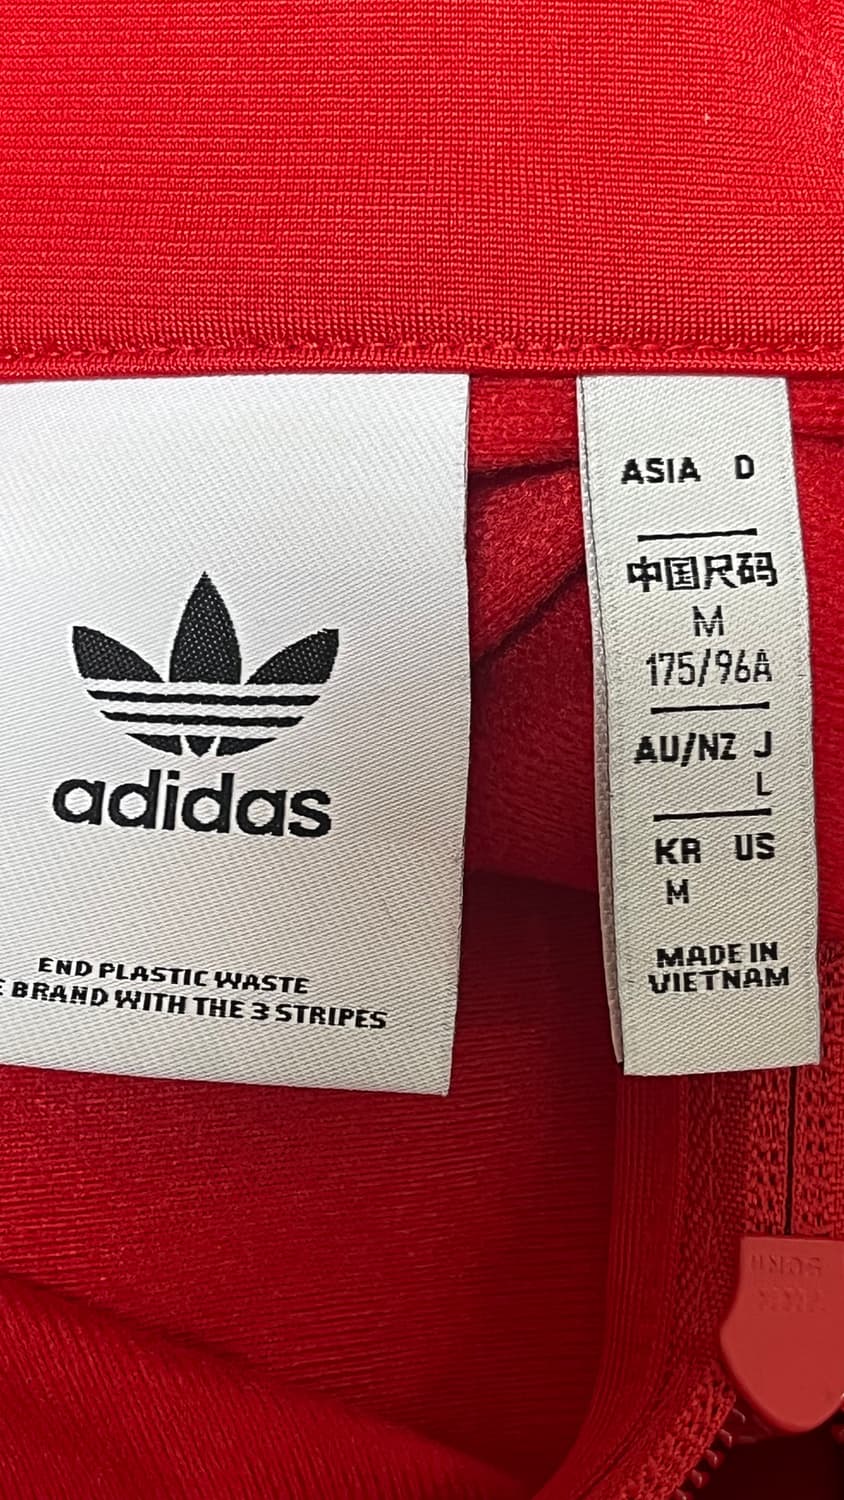 adidas
END PLASTIC WASTE
BRAND WITH THE 3 STRIPES
ASIA D
中国尺码
M
175/96A
AU/NZ J
L
KR US
M
MADE IN
VIETNAM